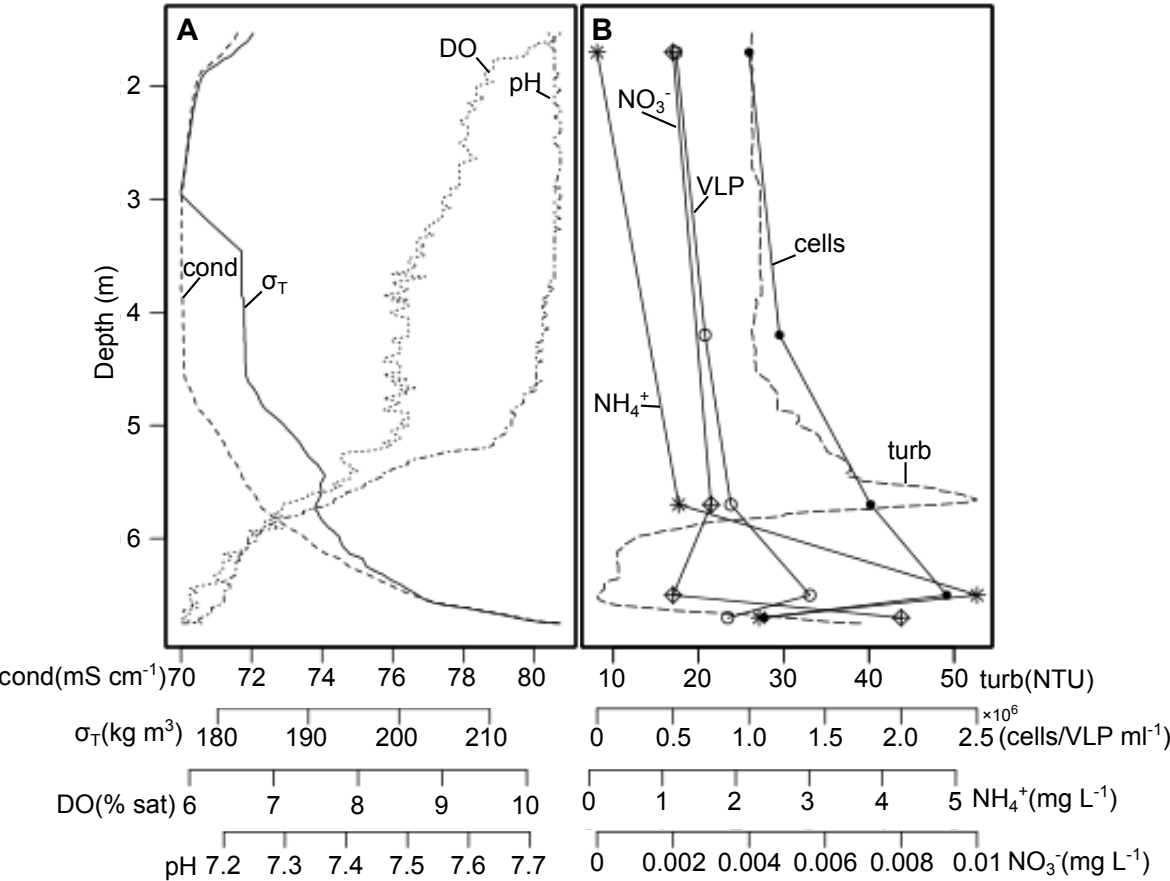 A
B
DO
pH
NO₃⁻
VLP
cells
cond
σT
NH₄⁺
turb
Depth (m)
2
3
4
5
6
cond(mS cm⁻¹)70 72 74 76 78 80
10 20 30 40 50 turb(NTU)
σT(kg m³) 180 190 200 210
×10⁶
0 0.5 1.0 1.5 2.0 2.5 (cells/VLP ml⁻¹)
DO(% sat) 6 7 8 9 10
0 1 2 3 4 5 NH₄⁺(mg L⁻¹)
pH 7.2 7.3 7.4 7.5 7.6 7.7
0 0.002 0.004 0.006 0.008 0.01 NO₃⁻(mg L⁻¹)